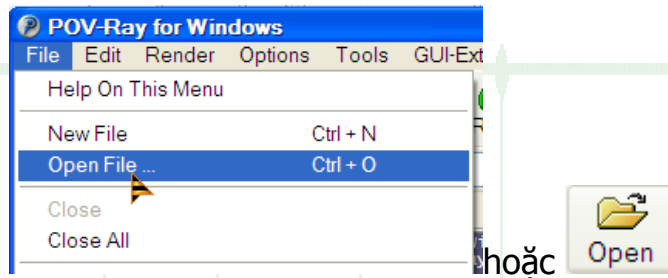 POV-Ray for Windows
File Edit Render Options Tools GUI-Ext
Help On This Menu
New File Ctrl + N
Open File ... Ctrl + O
Close
Close All
hoặc Open